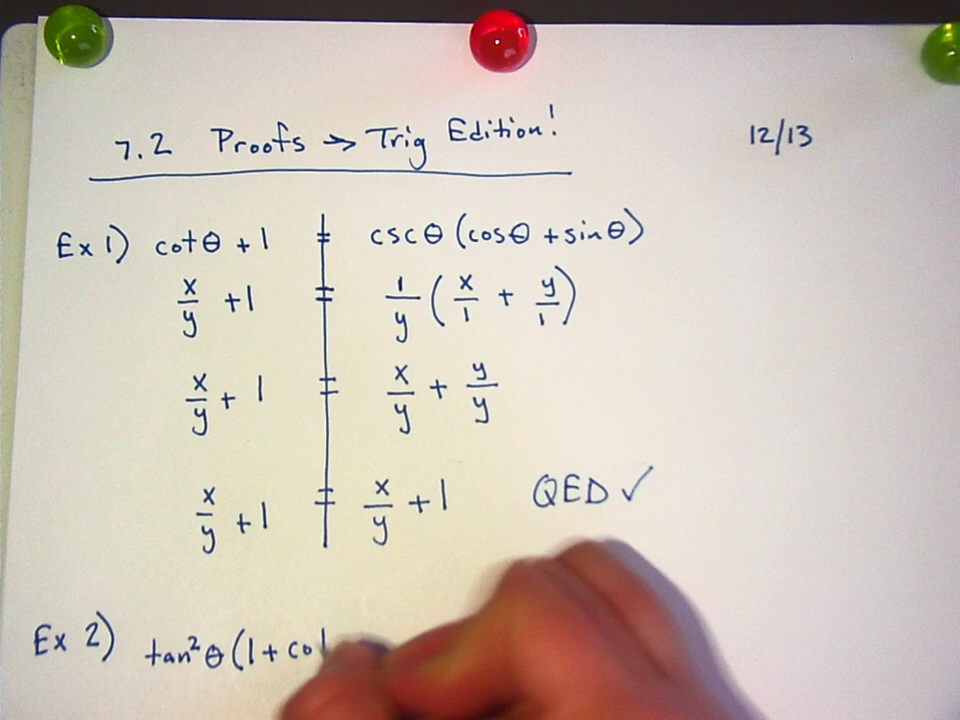 7.2 Proofs → Trig Edition! 12/13
Ex 1) cotθ + 1 = cscθ (cosθ + sinθ)
x/y + 1 = 1/y (x/1 + y/1)
x/y + 1 = x/y + y/y
x/y + 1 = x/y + 1 QED ✓
Ex 2) tan²θ (1 + co